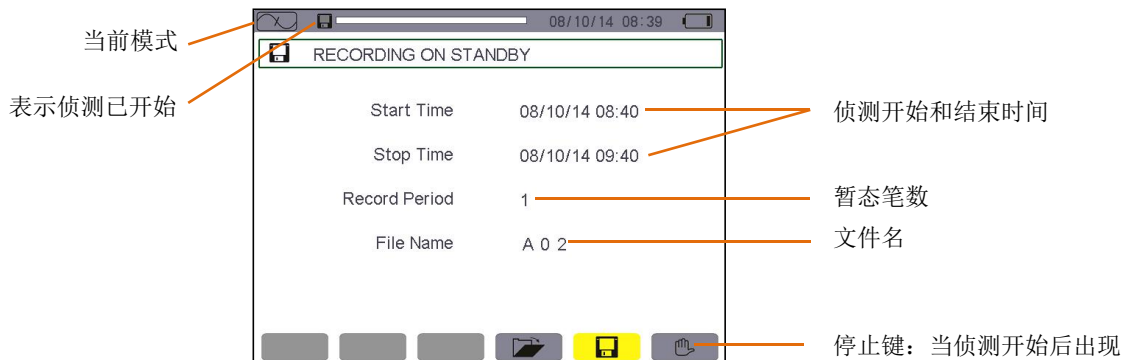 08/10/14 08:39
当前模式
RECORDING ON STANDBY
表示侦测已开始
Start Time 08/10/14 08:40
侦测开始和结束时间
Stop Time 08/10/14 09:40
Record Period 1
暂态笔数
File Name A 0 2
文件名
停止键：当侦测开始后出现